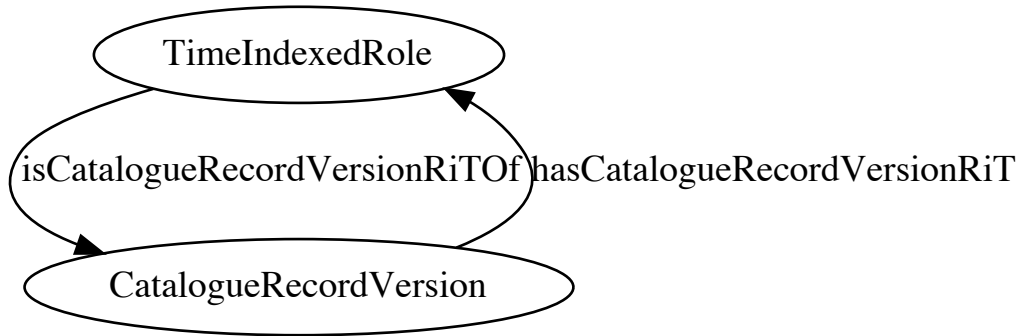 TimeIndexedRole
isCatalogueRecordVersionRiTOf hasCatalogueRecordVersionRiT
CatalogueRecordVersion